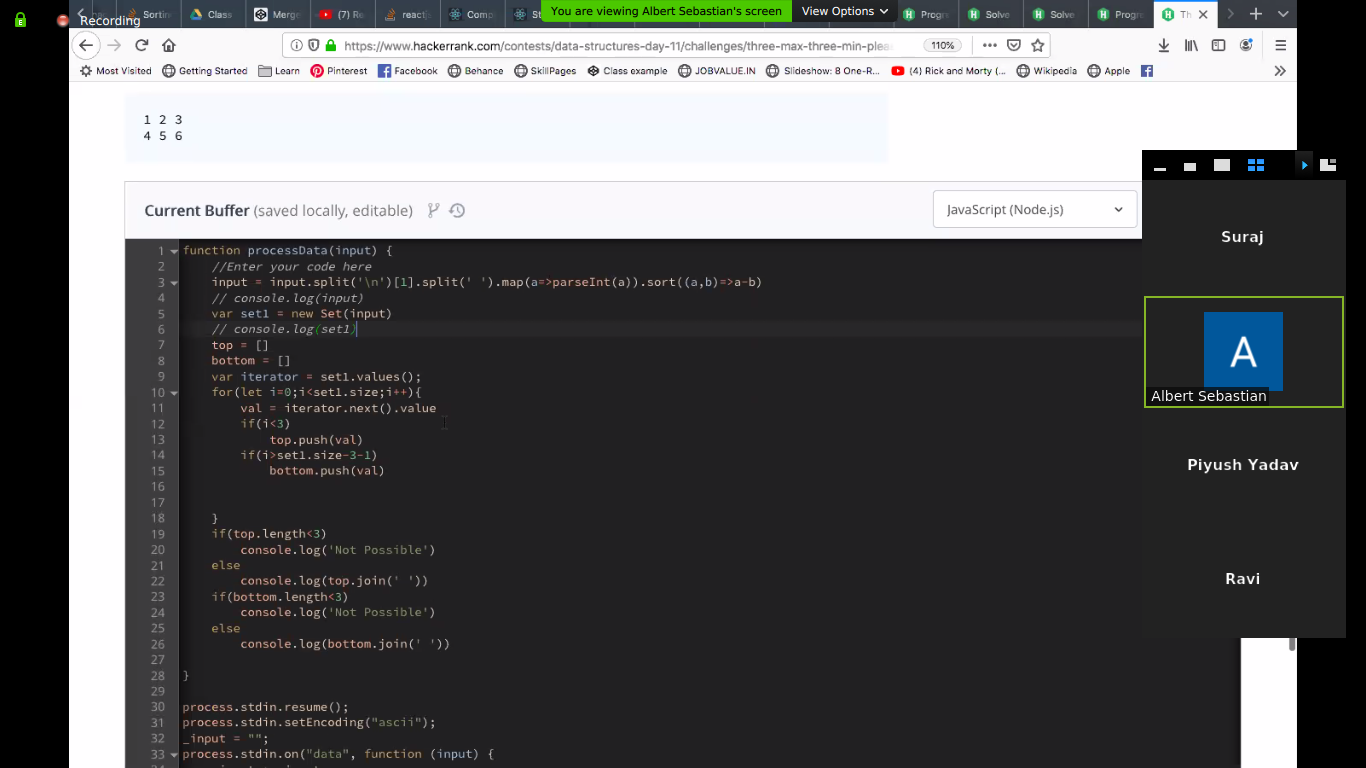 Recording
Sortin
Class
Merge
(7) Re
react
Comp
St
You are viewing Albert Sebastian's screen
View Options
Progre
Solve
Solve
Progre
Th
https://www.hackerrank.com/contests/data-structures-day-11/challenges/three-max-three-min-plea
110%
Most Visited
Getting Started
Learn
Pinterest
Facebook
Behance
SkillPages
Class example
JOBVALUE.IN
Slideshow: 8 One-R...
(4) Rick and Morty (...
Wikipedia
Apple
1 2 3
4 5 6
Current Buffer (saved locally, editable)
JavaScript (Node.js)
1 function processData(input) {
2 //Enter your code here
3 input = input.split('\n')[1].split(' ').map(a=>parseInt(a)).sort((a,b)=>a-b)
4 // console.log(input)
5 var set1 = new Set(input)
6 // console.log(set1)
7 top = []
8 bottom = []
9 var iterator = set1.values();
10 for(let i=0;i<set1.size;i++){
11 val = iterator.next().value
12 if(i<3)
13 top.push(val)
14 if(i>set1.size-3-1)
15 bottom.push(val)
16
17
18 }
19 if(top.length<3)
20 console.log('Not Possible')
21 else
22 console.log(top.join(' '))
23 if(bottom.length<3)
24 console.log('Not Possible')
25 else
26 console.log(bottom.join(' '))
27
28 }
29
30 process.stdin.resume();
31 process.stdin.setEncoding("ascii");
32 _input = "";
33 process.stdin.on("data", function (input) {
Suraj
A
Albert Sebastian
Piyush Yadav
Ravi